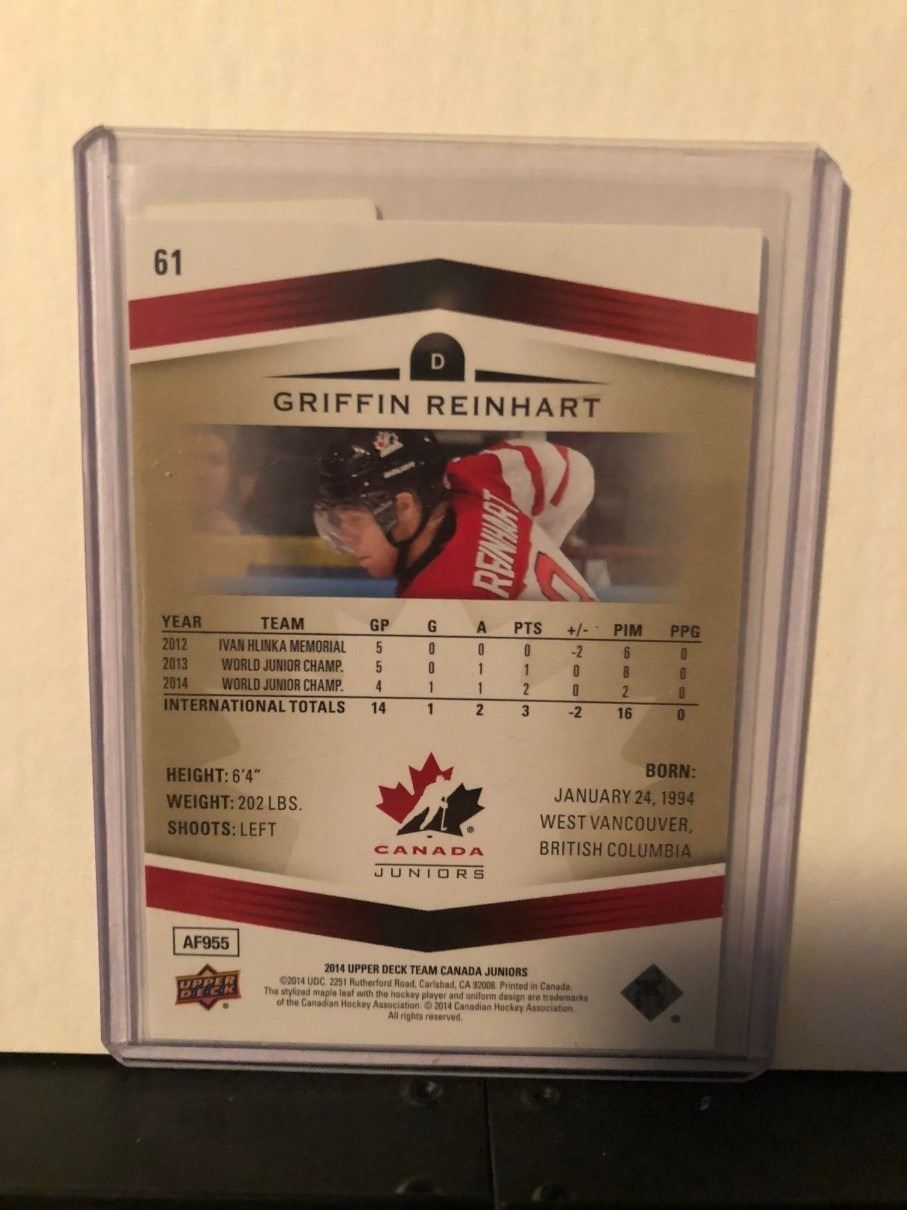 61
D
GRIFFIN REINHART
BAUER
REINHART
YEAR TEAM GP G A PTS +/- PIM PPG
2012 IVAN HLINKA MEMORIAL 5 0 0 0 -2 6 0
2013 WORLD JUNIOR CHAMP. 5 0 1 1 0 8 0
2014 WORLD JUNIOR CHAMP. 4 1 1 2 0 2 0
INTERNATIONAL TOTALS 14 1 2 3 -2 16 0
HEIGHT: 6'4"
WEIGHT: 202 LBS.
SHOOTS: LEFT
CANADA
JUNIORS
BORN:
JANUARY 24, 1994
WEST VANCOUVER,
BRITISH COLUMBIA
AF955
UPPER
DECK
2014 UPPER DECK TEAM CANADA JUNIORS
©2014 UDC. 2251 Rutherford Road, Carlsbad, CA 92008. Printed in Canada.
The stylized maple leaf with the hockey player and uniform design are trademarks
of the Canadian Hockey Association. © 2014 Canadian Hockey Association.
All rights reserved.